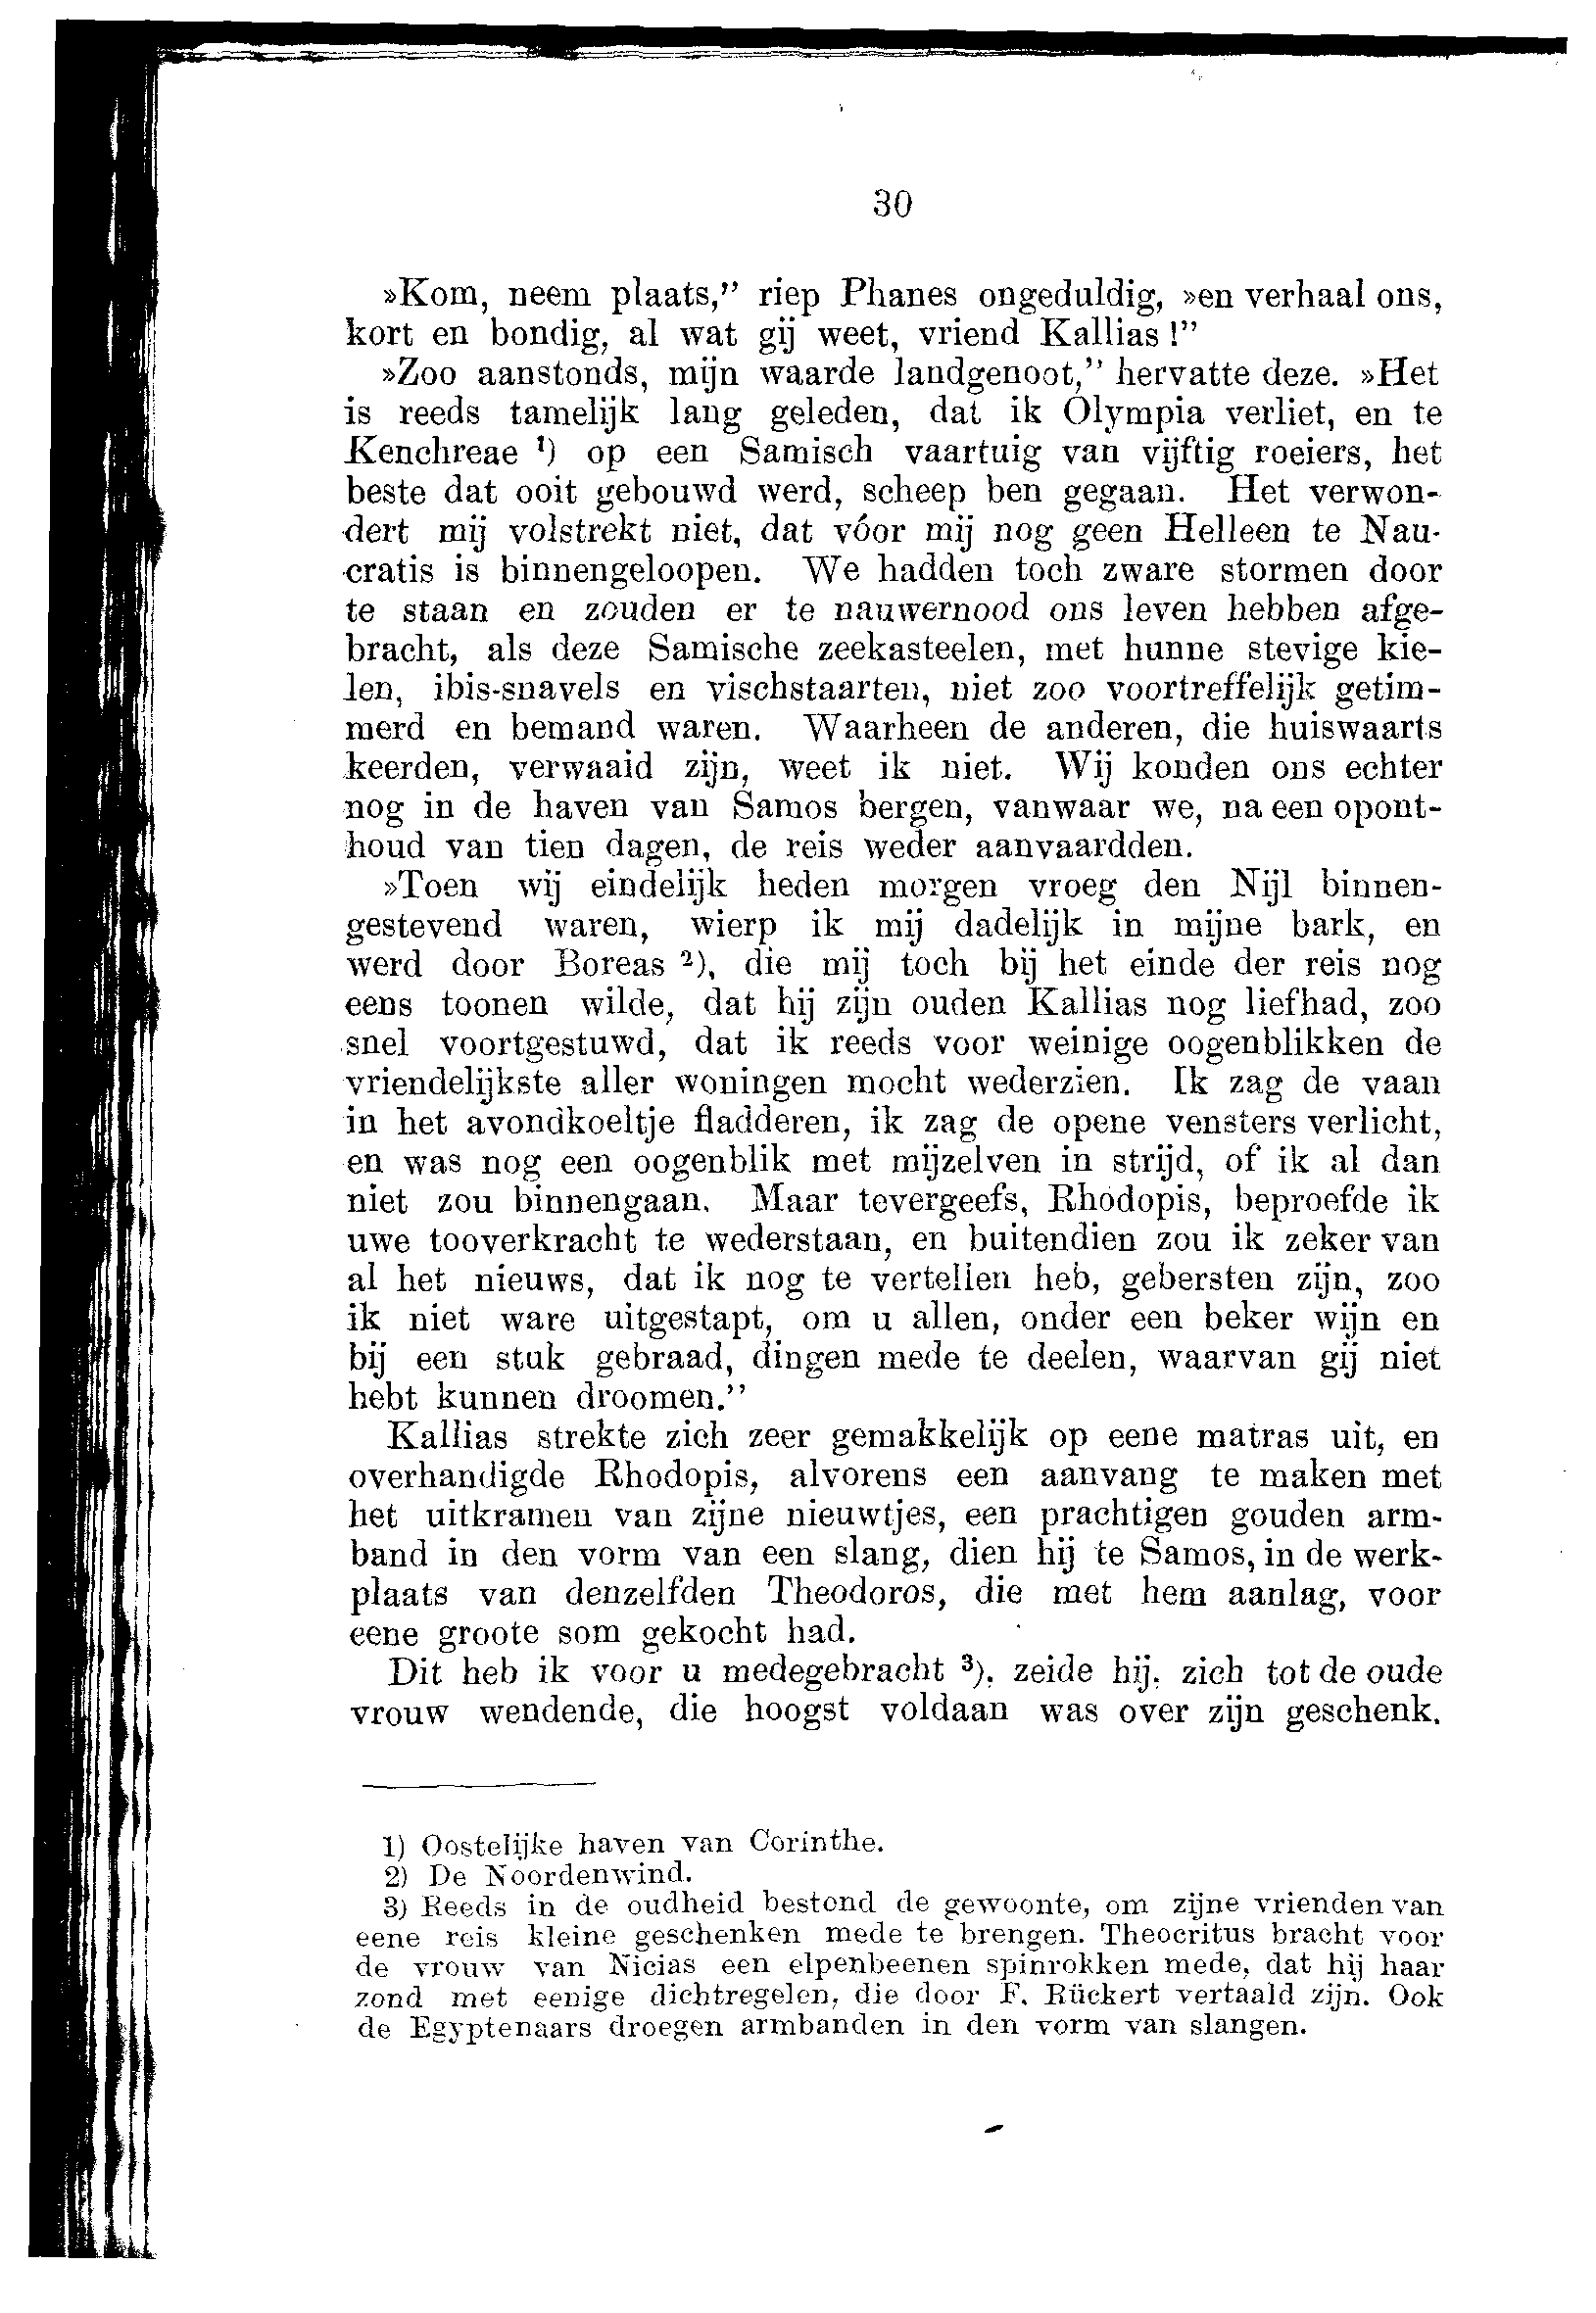 30
»Kom, neem plaats,” riep Phanes ongeduldig, »en verhaal ons,
kort en bondig, al wat gij weet, vriend Kallias!”
»Zoo aanstonds, mijn waarde landgenoot,” hervatte deze. »Het
is reeds tamelijk lang geleden, dat ik Olympia verliet, en te
Kenchreae ¹) op een Samisch vaartuig van vijftig roeiers, het
beste dat ooit gebouwd werd, scheep ben gegaan. Het verwon-
dert mij volstrekt niet, dat vóor mij nog geen Helleen te Nau-
cratis is binnengeloopen. We hadden toch zware stormen door
te staan en zouden er te nauwernood ons leven hebben afge-
bracht, als deze Samische zeekasteelen, met hunne stevige kie-
len, ibis-snavels en vischstaarten, niet zoo voortreffelijk getim-
merd en bemand waren. Waarheen de anderen, die huiswaarts
keerden, verwaaid zijn, weet ik niet. Wij konden ons echter
nog in de haven van Samos bergen, vanwaar we, na een opont-
houd van tien dagen, de reis weder aanvaardden.
»Toen wij eindelijk heden morgen vroeg den Nijl binnen-
gestevend waren, wierp ik mij dadelijk in mijne bark, en
werd door Boreas ²), die mij toch bij het einde der reis nog
eens toonen wilde, dat hij zijn ouden Kallias nog liefhad, zoo
snel voortgestuwd, dat ik reeds voor weinige oogenblikken de
vriendelijkste aller woningen mocht wederzien. Ik zag de vaan
in het avondkoeltje fladderen, ik zag de opene vensters verlicht,
en was nog een oogenblik met mijzelven in strijd, of ik al dan
niet zou binnengaan. Maar tevergeefs, Rhodopis, beproefde ik
uwe tooverkracht te wederstaan, en buitendien zou ik zeker van
al het nieuws, dat ik nog te vertellen heb, gebersten zijn, zoo
ik niet ware uitgestapt, om u allen, onder een beker wijn en
bij een stuk gebraad, dingen mede te deelen, waarvan gij niet
hebt kunnen droomen.”
Kallias strekte zich zeer gemakkelijk op eene matras uit, en
overhandigde Rhodopis, alvorens een aanvang te maken met
het uitkramen van zijne nieuwtjes, een prachtigen gouden arm-
band in den vorm van een slang, dien hij te Samos, in de werk-
plaats van denzelfden Theodoros, die met hem aanlag, voor
eene groote som gekocht had.
Dit heb ik voor u medegebracht ³), zeide hij, zich tot de oude
vrouw wendende, die hoogst voldaan was over zijn geschenk.
1) Oostelijke haven van Corinthe.
2) De Noordenwind.
3) Reeds in de oudheid bestond de gewoonte, om zijne vrienden van
eene reis kleine geschenken mede te brengen. Theocritus bracht voor
de vrouw van Nicias een elpenbeenen spinrokken mede, dat hij haar
zond met eenige dichtregelen, die door F. Rückert vertaald zijn. Ook
de Egyptenaars droegen armbanden in den vorm van slangen.